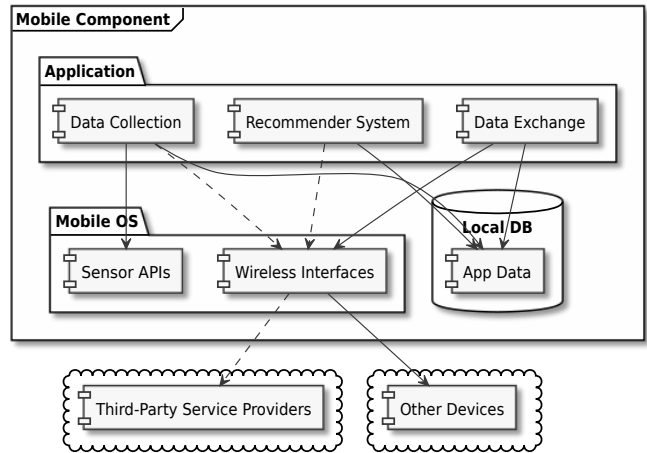 Mobile Component
Application
Data Collection
Recommender System
Data Exchange
Mobile OS
Local DB
Sensor APIs
Wireless Interfaces
App Data
Third-Party Service Providers
Other Devices